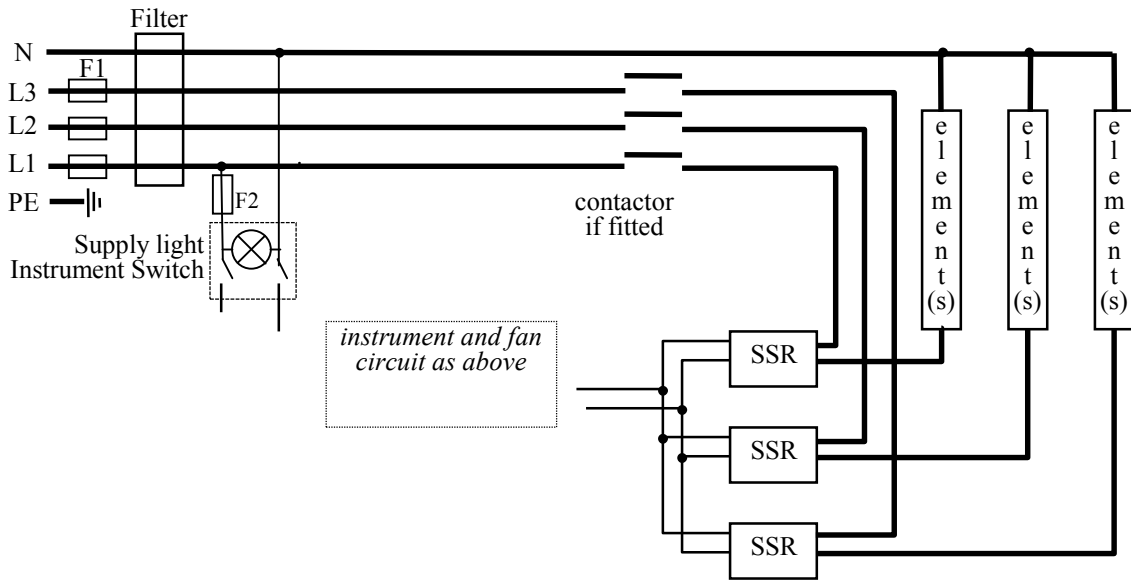 Filter
N
F1
L3
L2
L1
PE
F2
Supply light
Instrument Switch
contactor
if fitted
element(s)
element(s)
element(s)
instrument and fan
circuit as above
SSR
SSR
SSR